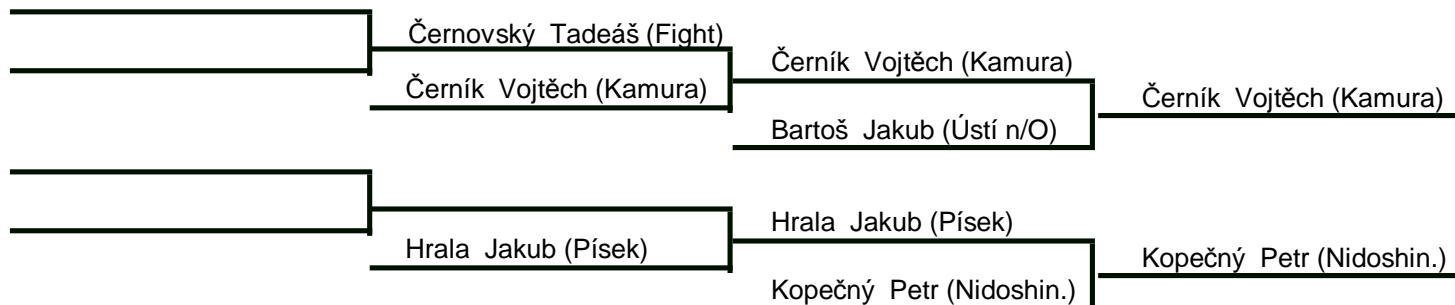 Černovský Tadeáš (Fight)
Černík Vojtěch (Kamura)
Černík Vojtěch (Kamura)
Bartoš Jakub (Ústí n/O)
Černík Vojtěch (Kamura)
Hrala Jakub (Písek)
Hrala Jakub (Písek)
Kopečný Petr (Nidoshin.)
Kopečný Petr (Nidoshin.)